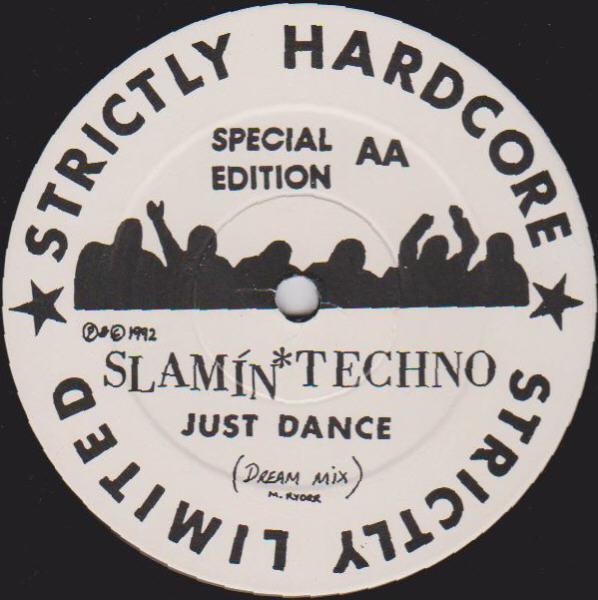 STRICTLY HARDCORE
SPECIAL
EDITION
AA
Ⓟ&© 1992
SLAMÍN*TECHNO
JUST DANCE
(DREAM MIX)
M. RYDER
STRICTLY LIMITED